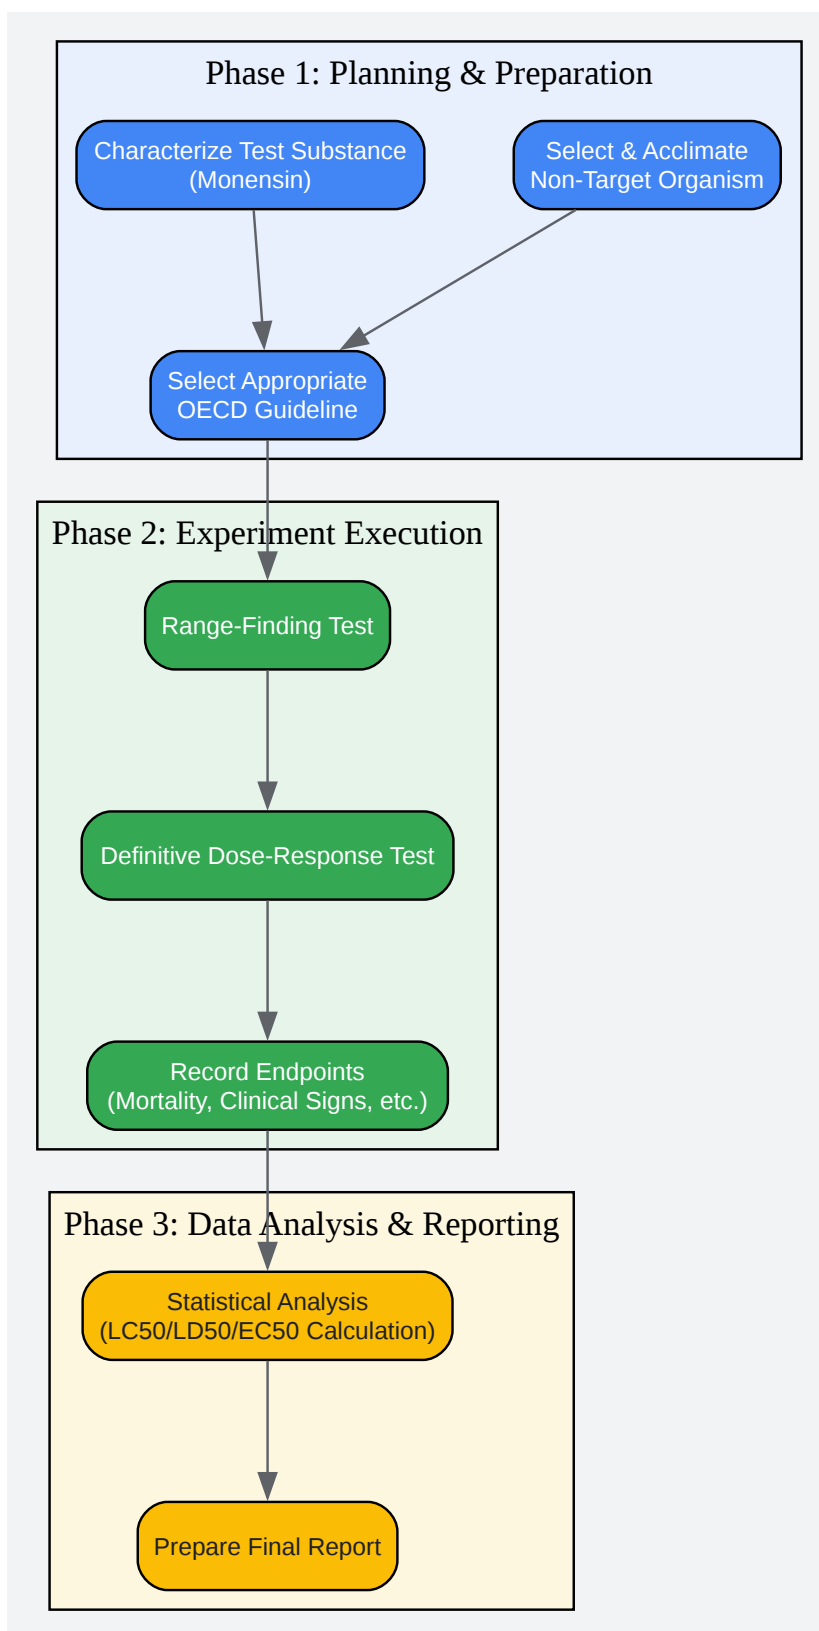 Phase 1: Planning & Preparation
Characterize Test Substance
(Monensin)
Select & Acclimate
Non-Target Organism
Select Appropriate
OECD Guideline
Phase 2: Experiment Execution
Range-Finding Test
Definitive Dose-Response Test
Record Endpoints
(Mortality, Clinical Signs, etc.)
Phase 3: Data Analysis & Reporting
Statistical Analysis
(LC50/LD50/EC50 Calculation)
Prepare Final Report